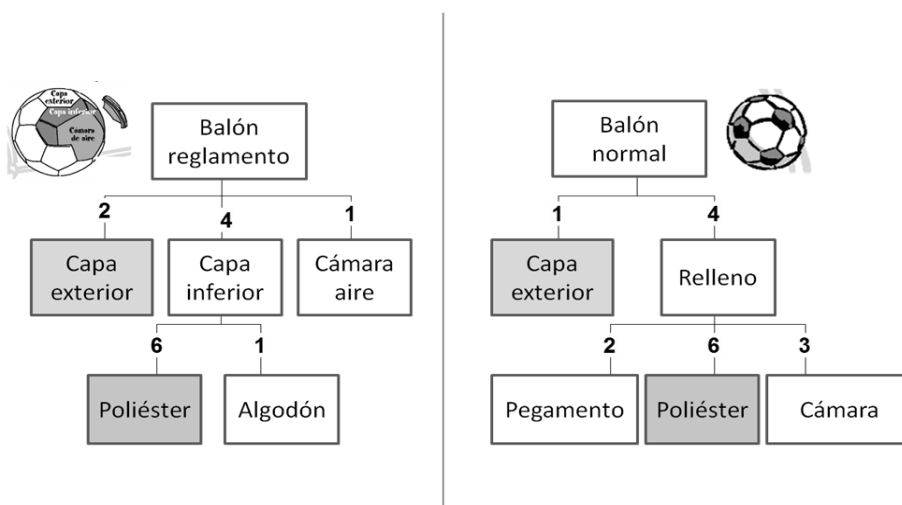 Capa
exterior
Capa inferior
Cámara
de aire
Balón
reglamento
2
4
1
Capa
exterior
Capa
inferior
Cámara
aire
6
1
Poliéster
Algodón
Balón
normal
1
4
Capa
exterior
Relleno
2
6
3
Pegamento
Poliéster
Cámara